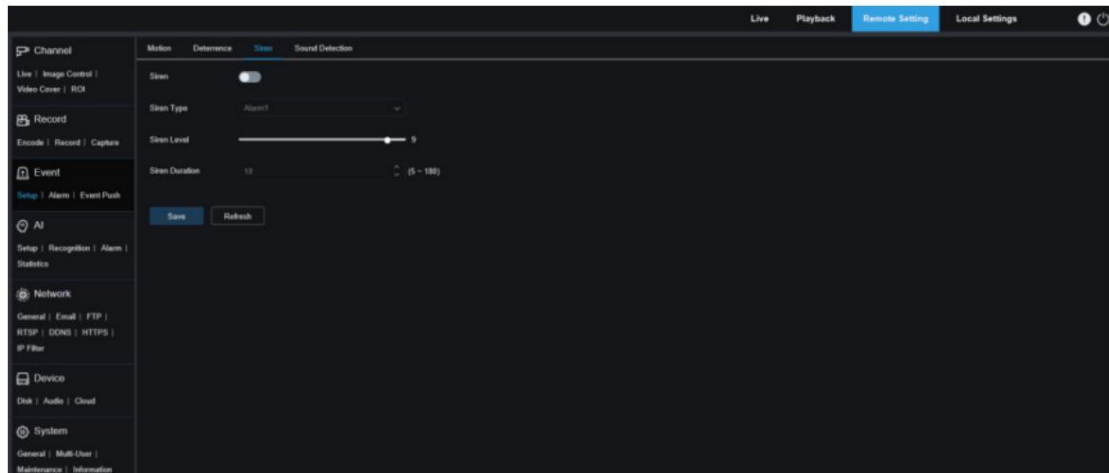 Live Playback Remote Setting Local Settings
Channel
Live | Image Control |
Video Cover | ROI
Record
Encode | Record | Capture
Event
Setup | Alarm | Event Push
AI
Setup | Recognition | Alarm |
Statistics
Network
General | Email | FTP |
RTSP | DDNS | HTTPS |
IP Filter
Device
Disk | Audio | Cloud
System
General | Multi-User |
Maintenance | Information
Motion Deterrence Siren Sound Detection
Siren
Siren Type Alarm1
Siren Level 9
Siren Duration 10 (5 ~ 180)
Save Refresh